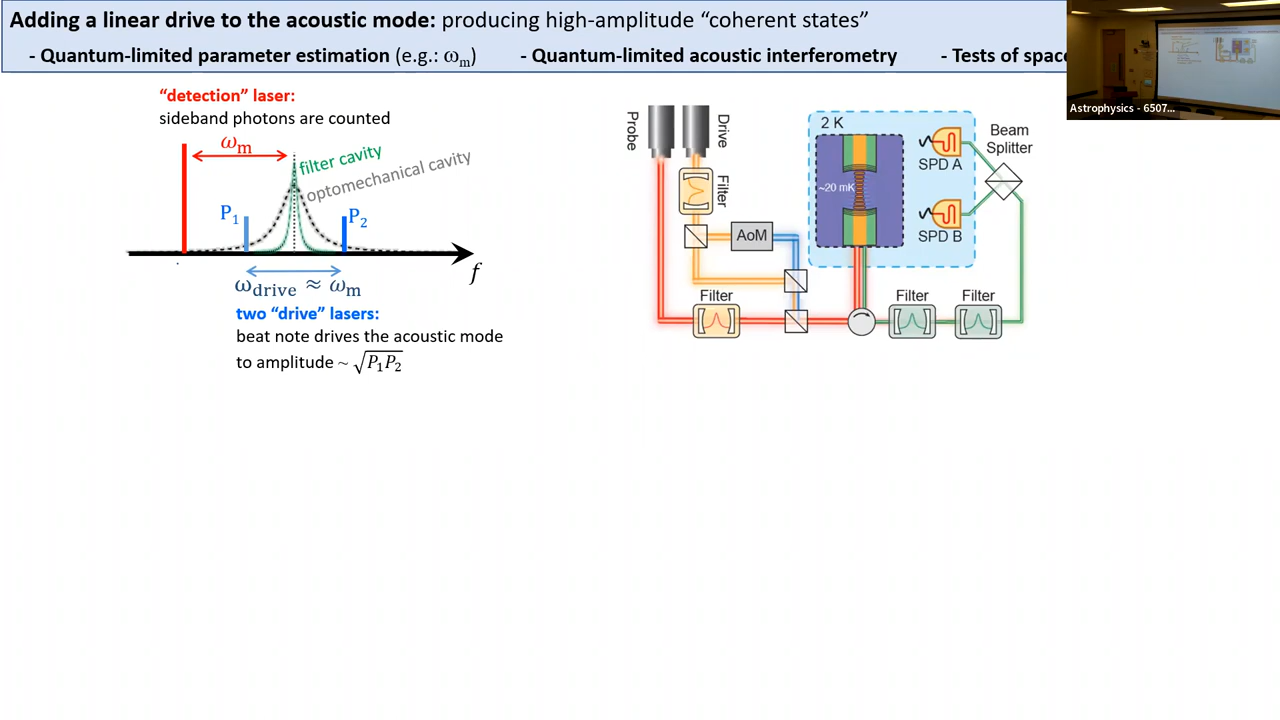 Adding a linear drive to the acoustic mode: producing high-amplitude “coherent states”
- Quantum-limited parameter estimation (e.g.: ωm)
- Quantum-limited acoustic interferometry
- Tests of space
Astrophysics - 6507...
“detection” laser:
sideband photons are counted
ωm
filter cavity
optomechanical cavity
P1
P2
f
ωdrive ≈ ωm
two “drive” lasers:
beat note drives the acoustic mode
to amplitude ~ √P1P2
Probe
Drive
Filter
AoM
2 K
~20 mK
SPD A
SPD B
Beam
Splitter
Filter
Filter
Filter